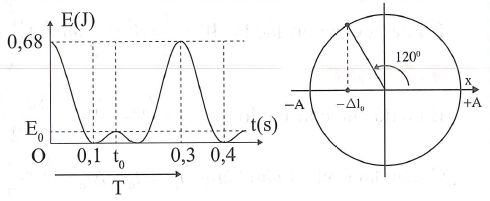 E(J)
0,68
E₀
O
0,1
t₀
0,3
0,4
t(s)
T
120⁰
x
−A
−Δl₀
+A